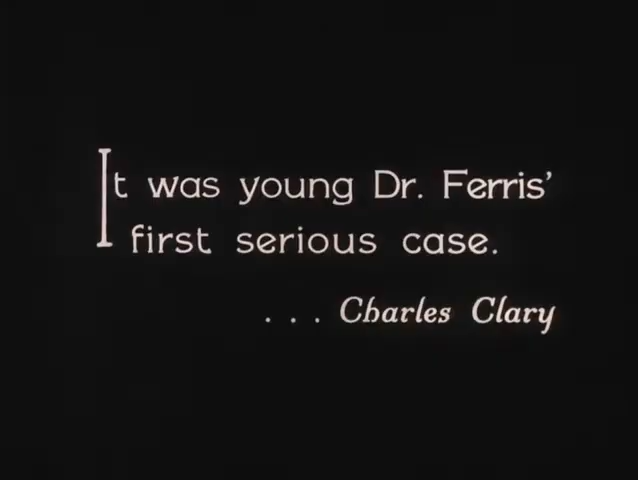 It was young Dr. Ferris'
first serious case.
. . . Charles Clary